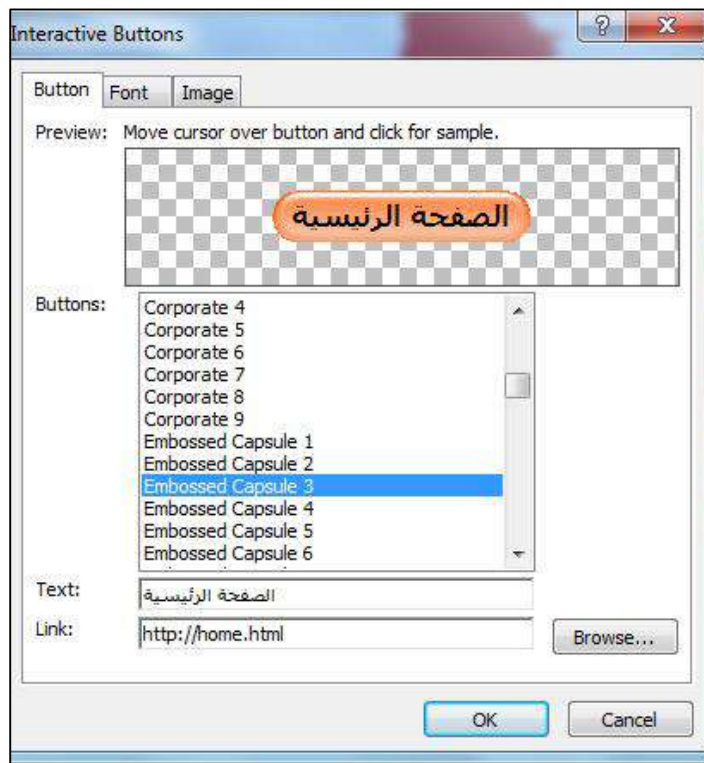 Interactive Buttons
Button Font Image
Preview: Move cursor over button and click for sample.
الصفحة الرئيسية
Buttons:
Corporate 4
Corporate 5
Corporate 6
Corporate 7
Corporate 8
Corporate 9
Embossed Capsule 1
Embossed Capsule 2
Embossed Capsule 3
Embossed Capsule 4
Embossed Capsule 5
Embossed Capsule 6
Text: الصفحة الرئيسية
Link: http://home.html Browse...
OK Cancel